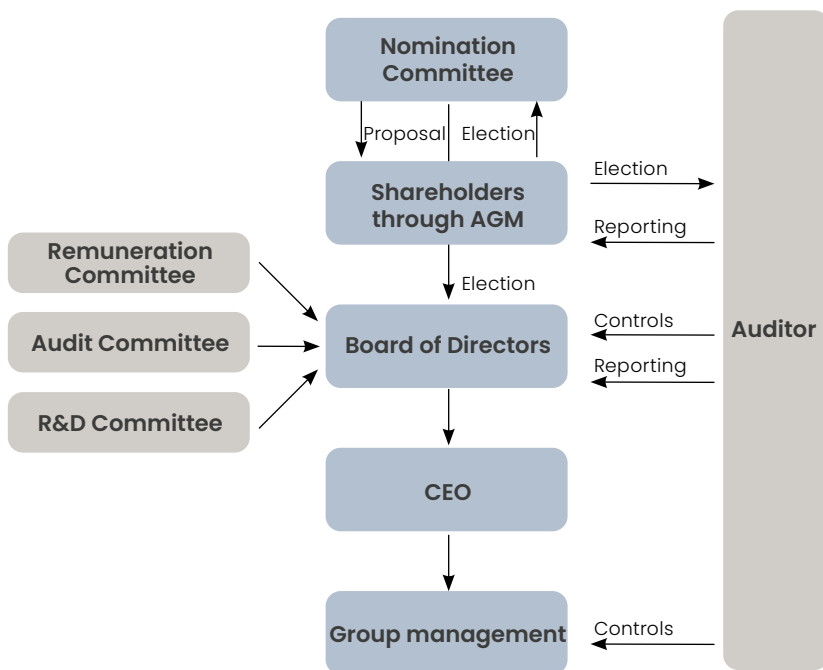 Nomination
Committee
Proposal
Election
Shareholders
through AGM
Election
Reporting
Election
Remuneration
Committee
Audit Committee
R&D Committee
Board of Directors
Controls
Reporting
Auditor
CEO
Group management
Controls